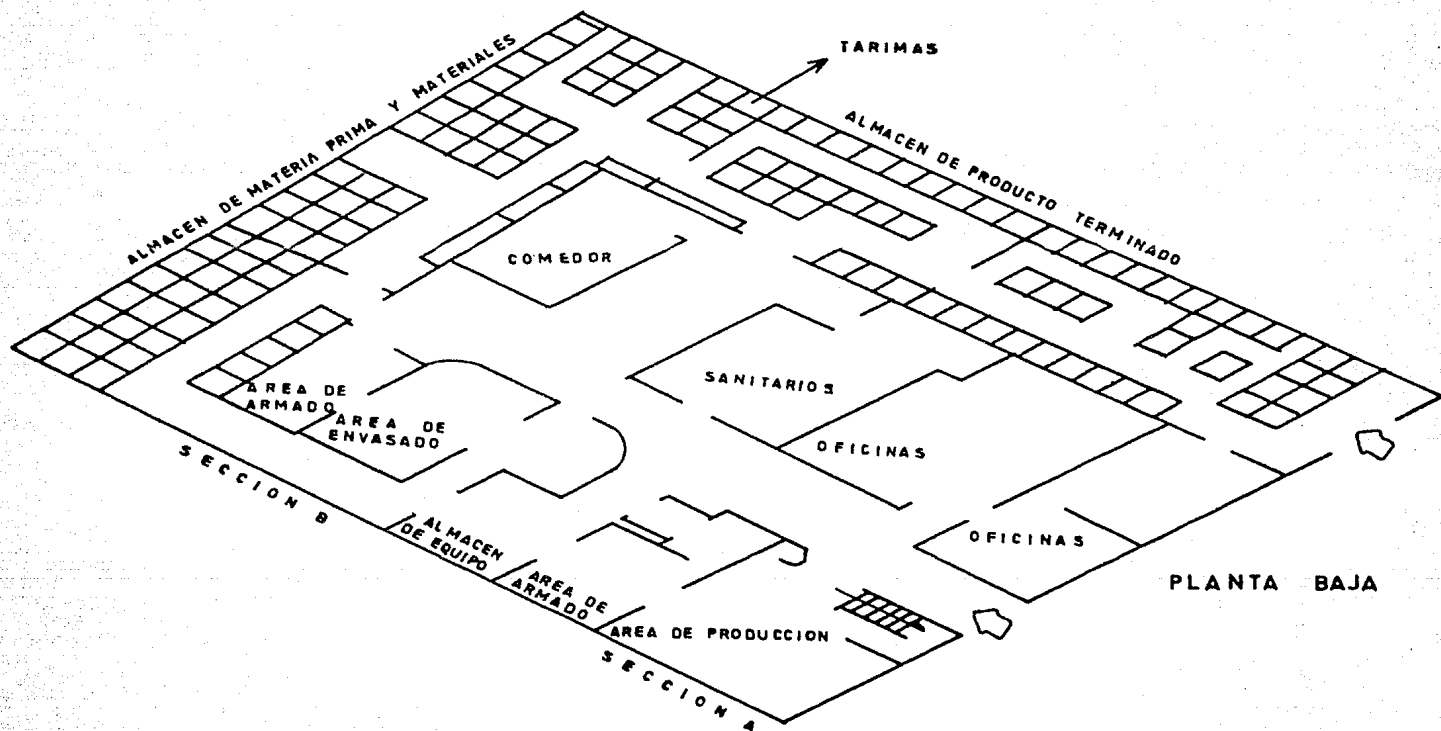 TARIMAS
ALMACEN DE MATERIA PRIMA Y MATERIALES
ALMACEN DE PRODUCTO TERMINADO
COMEDOR
SANITARIOS
AREA DE
ARMADO
AREA DE
ENVASADO
OFICINAS
SECCION B
ALMACEN
DE EQUIPO
OFICINAS
AREA DE
ARMADO
PLANTA BAJA
AREA DE PRODUCCION
SECCION A